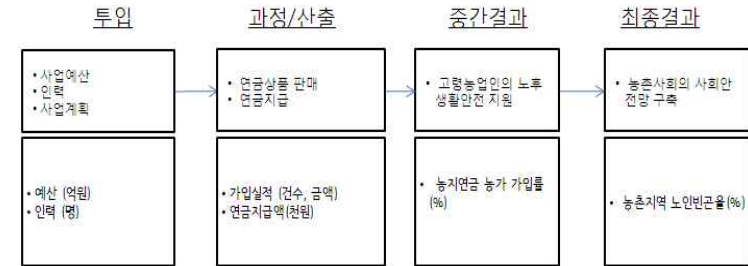 투입
과정/산출
중간결과
최종결과
• 사업예산
• 인력
• 사업계획
• 연금상품 판매
• 연금지급
• 고령농업인의 노후
생활안전 지원
• 농촌사회의 사회안
전망 구축
• 예산 (억원)
• 인력 (명)
• 가입실적 (건수, 금액)
• 연금지급액(천원)
• 농지연금 농가 가입률
(%)
• 농촌지역 노인빈곤율(%)